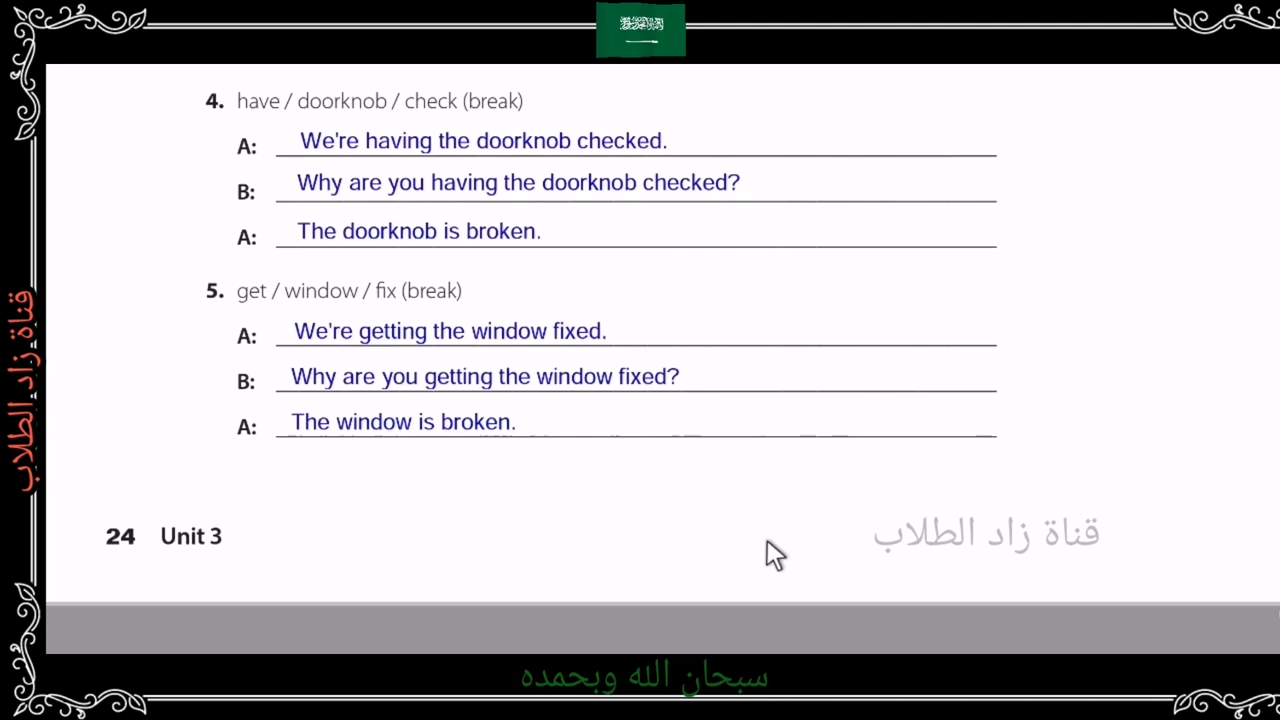 4. have / doorknob / check (break)
A: We're having the doorknob checked.
B: Why are you having the doorknob checked?
A: The doorknob is broken.
5. get / window / fix (break)
A: We're getting the window fixed.
B: Why are you getting the window fixed?
A: The window is broken.
24 Unit 3
قناة زاد الطلاب
قناة زاد الطلاب
سبحان الله وبحمده